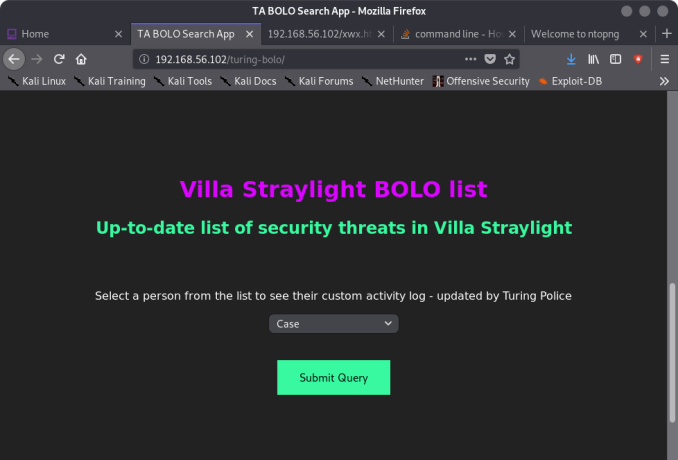 TA BOLO Search App - Mozilla Firefox
Home
TA BOLO Search App
192.168.56.102/xwx.ht
command line - Ho
Welcome to ntopng
192.168.56.102/turing-bolo/
Kali Linux Kali Training Kali Tools Kali Docs Kali Forums NetHunter Offensive Security Exploit-DB
Villa Straylight BOLO list
Up-to-date list of security threats in Villa Straylight
Select a person from the list to see their custom activity log - updated by Turing Police
Case
Submit Query